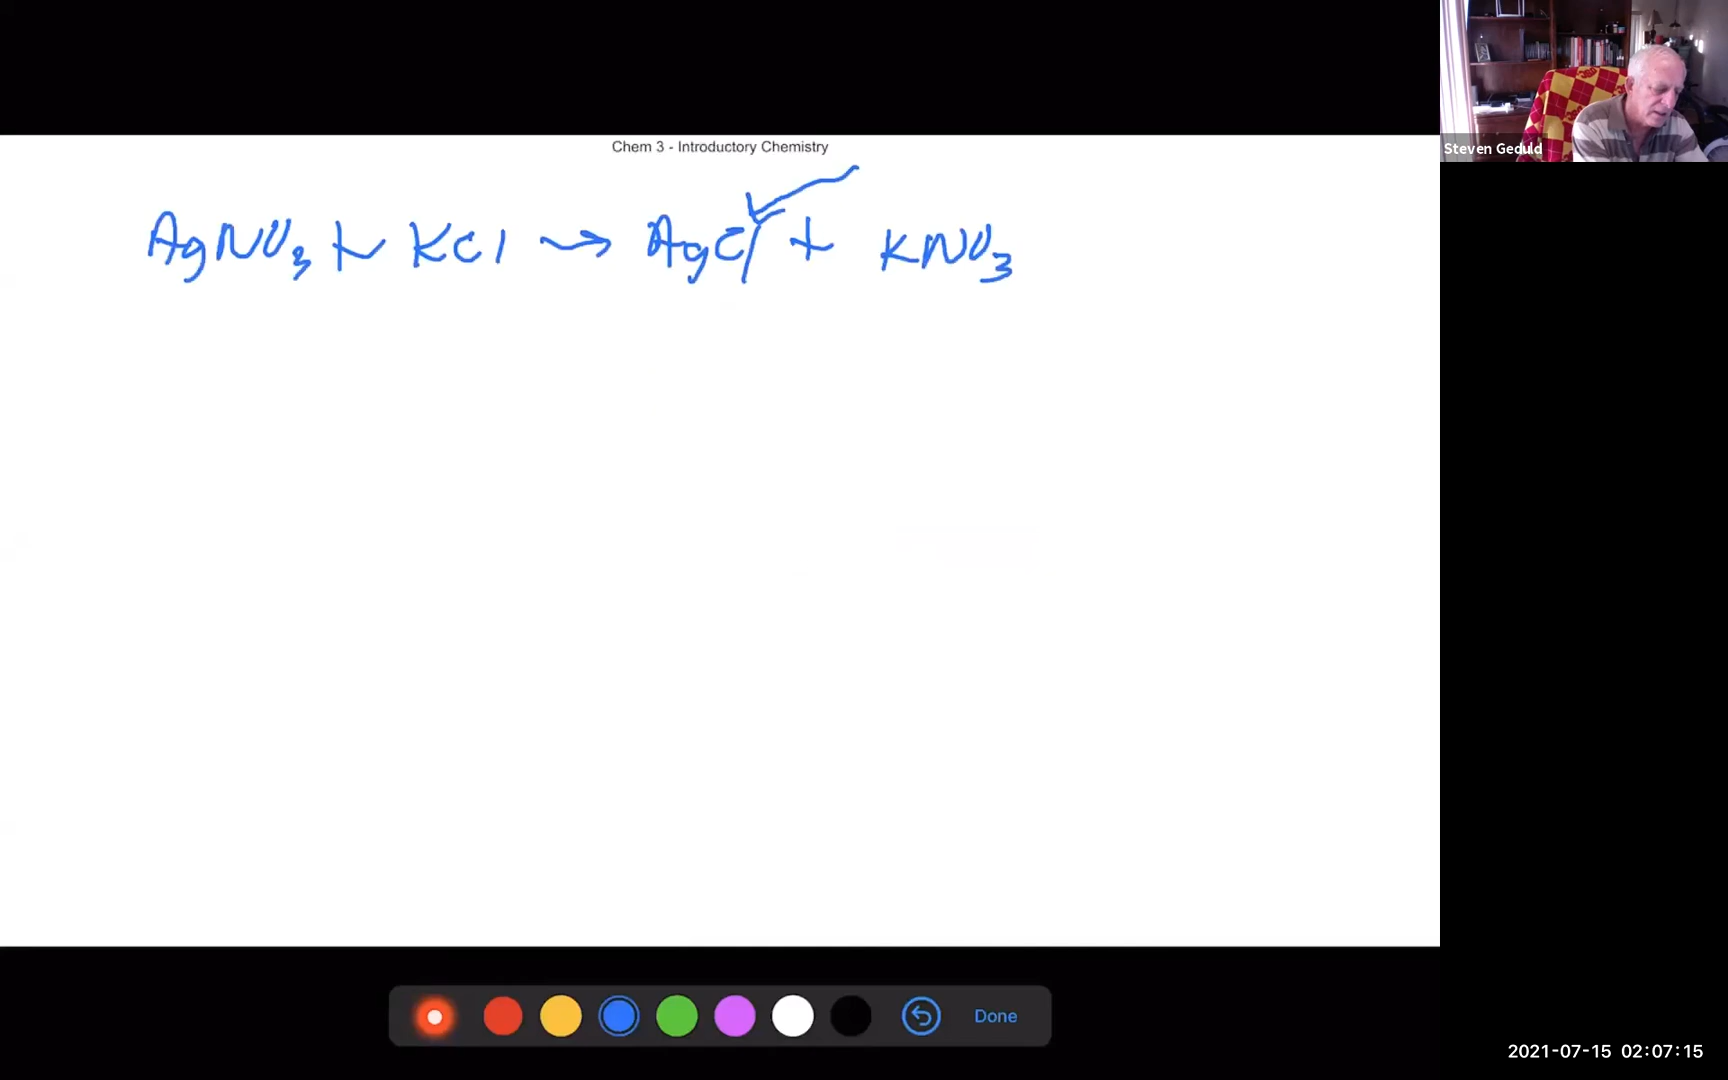 Chem 3 - Introductory Chemistry
Steven Geduld
AgNO₃ + KCl → AgCl + KNO₃
Done
2021-07-15 02:07:15